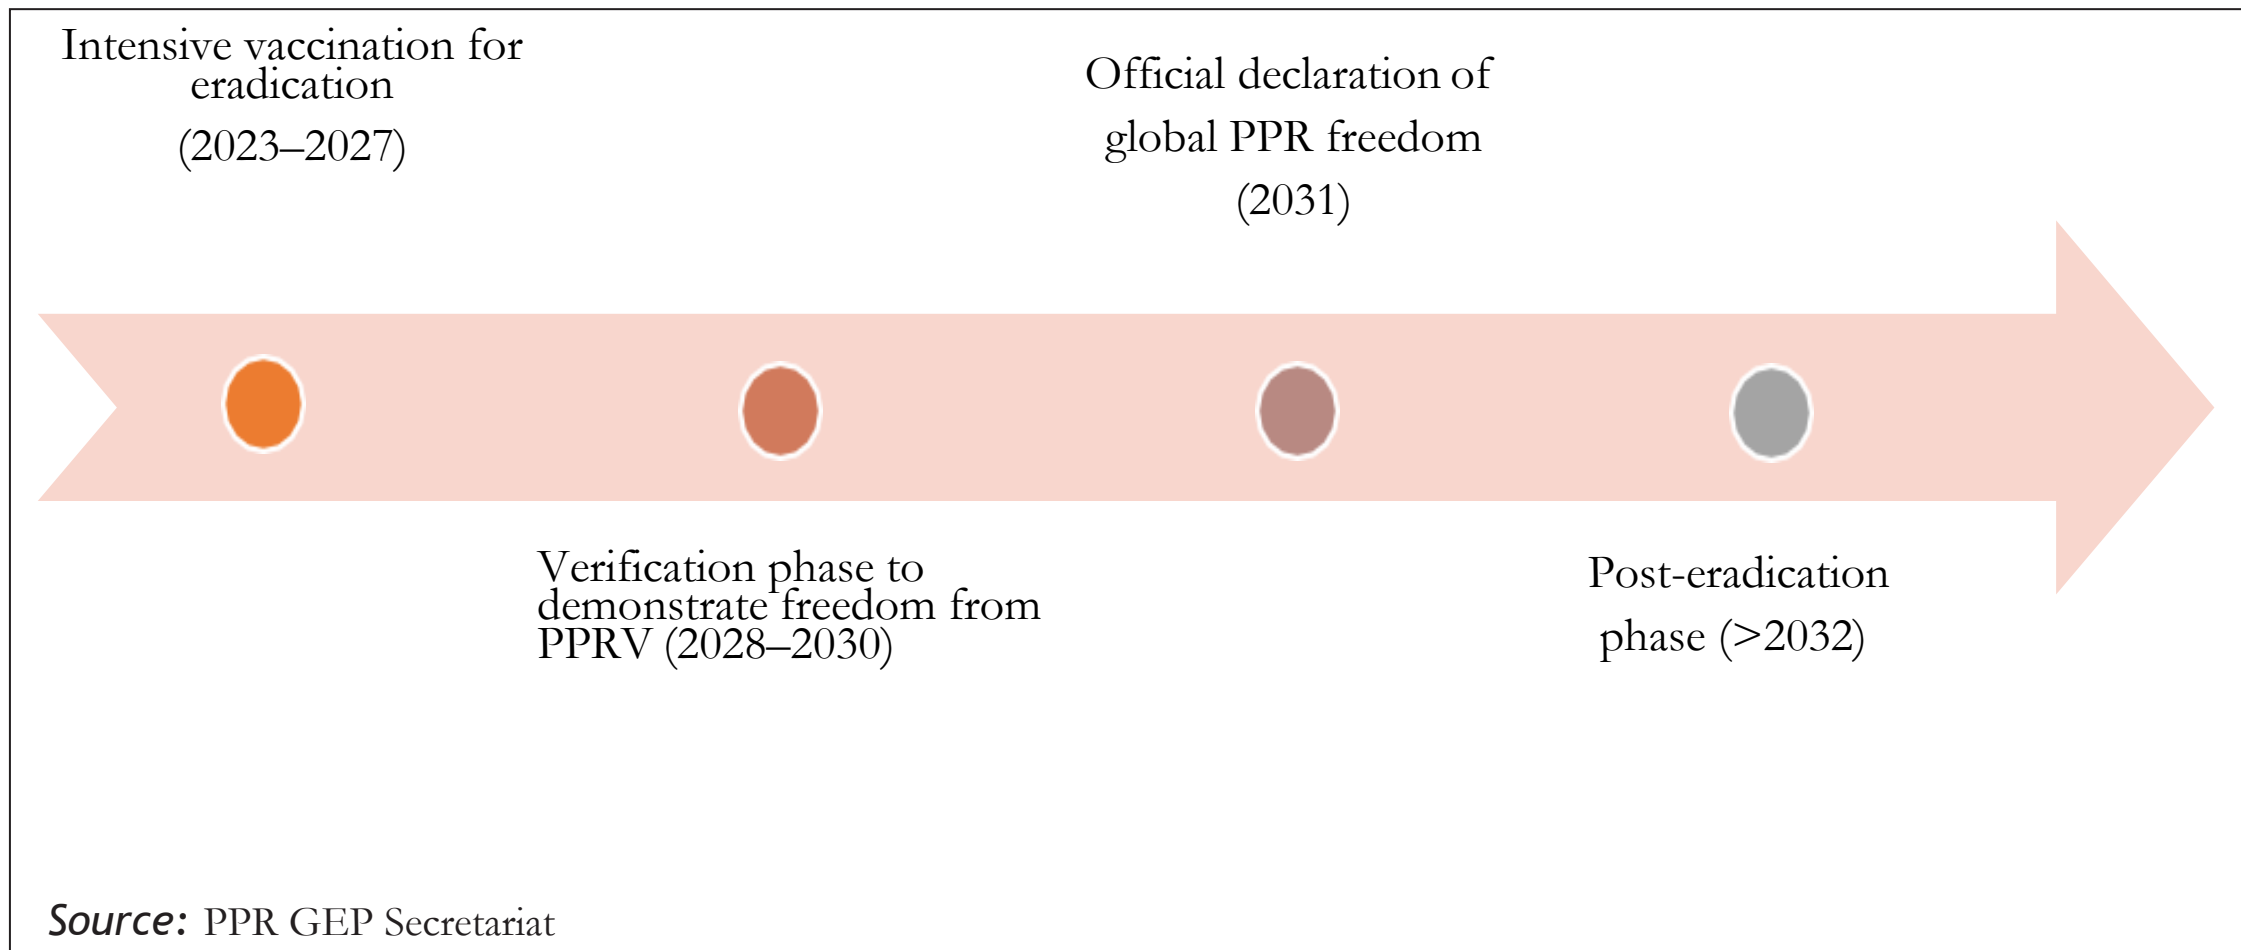 Intensive vaccination for
eradication
(2023–2027)
Official declaration of
global PPR freedom
(2031)
Verification phase to
demonstrate freedom from
PPRV (2028–2030)
Post-eradication
phase (>2032)
Source: PPR GEP Secretariat